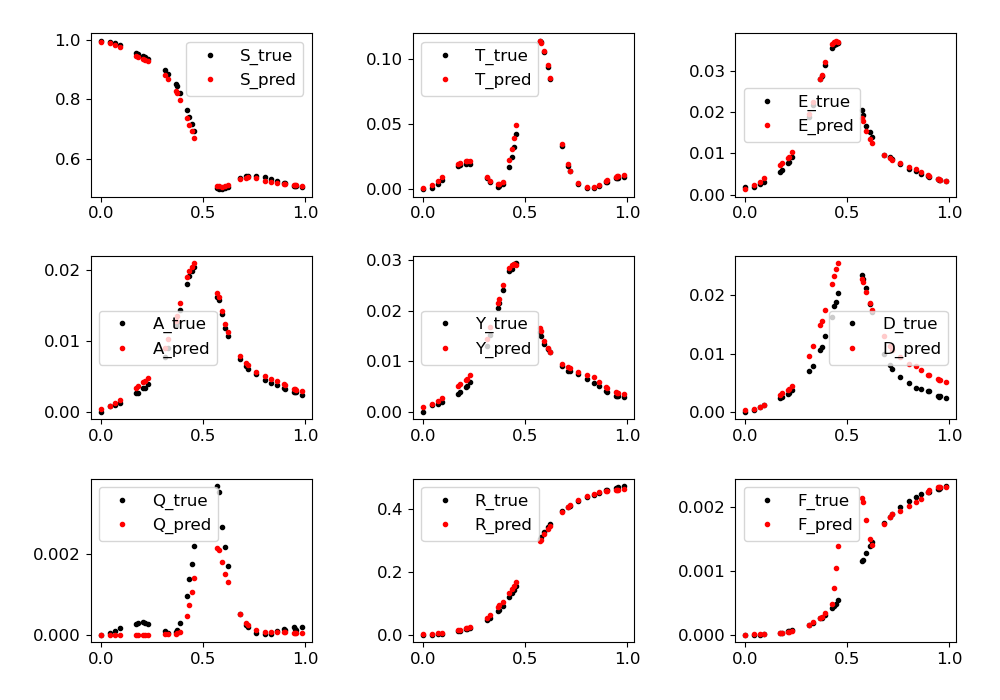 1.0
0.8
0.6
0.0 0.5 1.0
S_true
S_pred
0.10
0.05
0.00
0.0 0.5 1.0
T_true
T_pred
0.03
0.02
0.01
0.00
0.0 0.5 1.0
E_true
E_pred
0.02
0.01
0.00
0.0 0.5 1.0
A_true
A_pred
0.03
0.02
0.01
0.00
0.0 0.5 1.0
Y_true
Y_pred
0.02
0.01
0.00
0.0 0.5 1.0
D_true
D_pred
0.002
0.000
0.0 0.5 1.0
Q_true
Q_pred
0.4
0.2
0.0
0.0 0.5 1.0
R_true
R_pred
0.002
0.001
0.000
0.0 0.5 1.0
F_true
F_pred